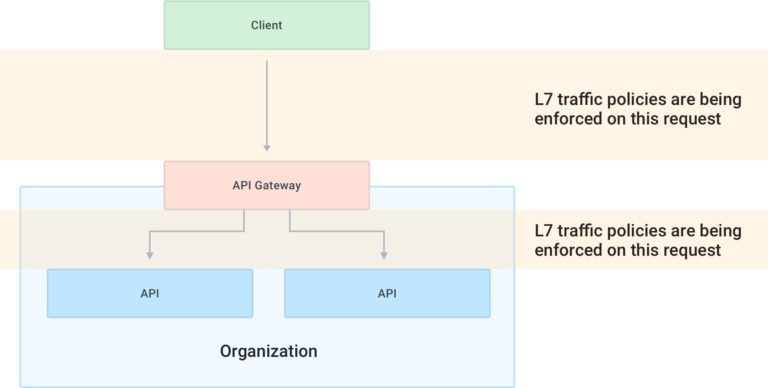 Client
L7 traffic policies are being
enforced on this request
API Gateway
L7 traffic policies are being
enforced on this request
API
API
Organization